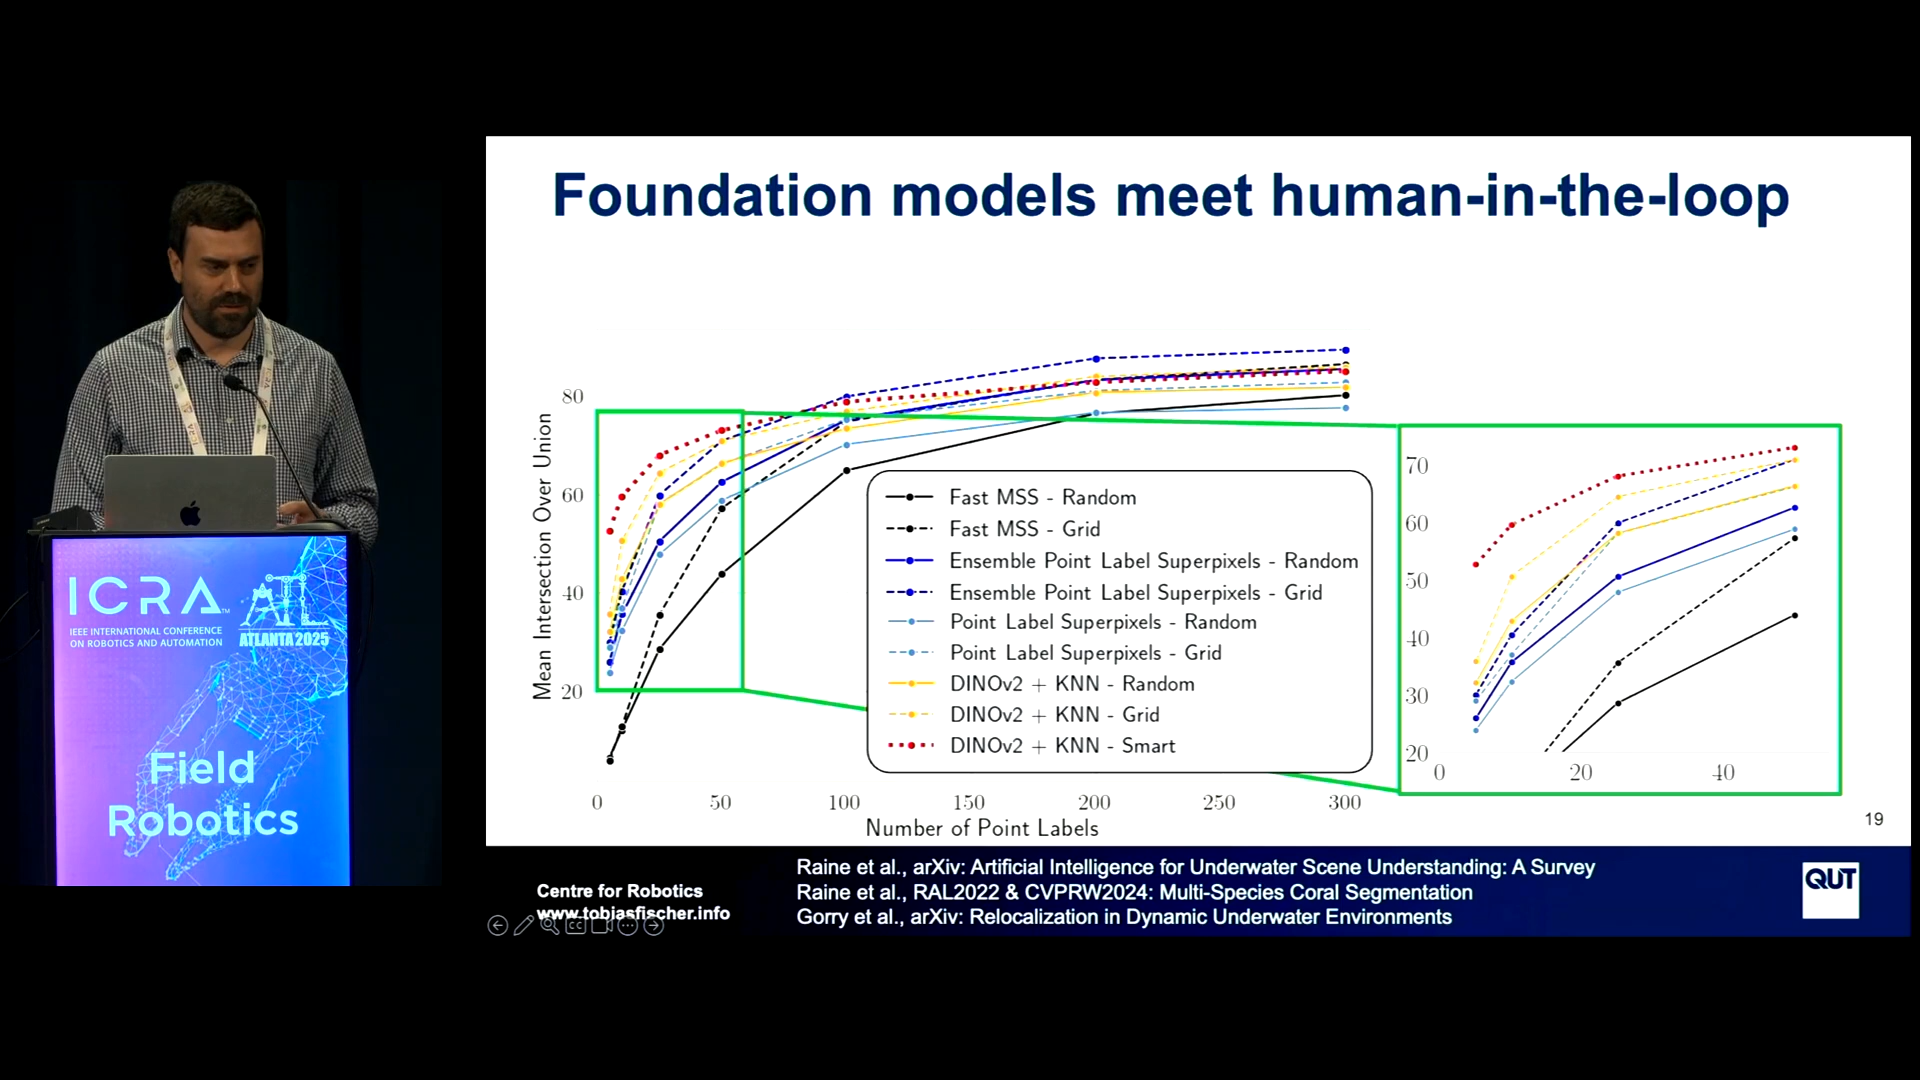 Foundation models meet human-in-the-loop
Mean Intersection Over Union
80
60
40
20
0
50
100
150
200
250
300
Number of Point Labels
Fast MSS - Random
Fast MSS - Grid
Ensemble Point Label Superpixels - Random
Ensemble Point Label Superpixels - Grid
Point Label Superpixels - Random
Point Label Superpixels - Grid
DINOv2 + KNN - Random
DINOv2 + KNN - Grid
DINOv2 + KNN - Smart
70
60
50
40
30
20
0
20
40
19
Centre for Robotics
www.tobiasfischer.info
Raine et al., arXiv: Artificial Intelligence for Underwater Scene Understanding: A Survey
Raine et al., RAL2022 & CVPRW2024: Multi-Species Coral Segmentation
Gorry et al., arXiv: Relocalization in Dynamic Underwater Environments
QUT
CC
ICRA
IEEE INTERNATIONAL CONFERENCE
ON ROBOTICS AND AUTOMATION
ATL
ATLANTA 2025
Field
Robotics